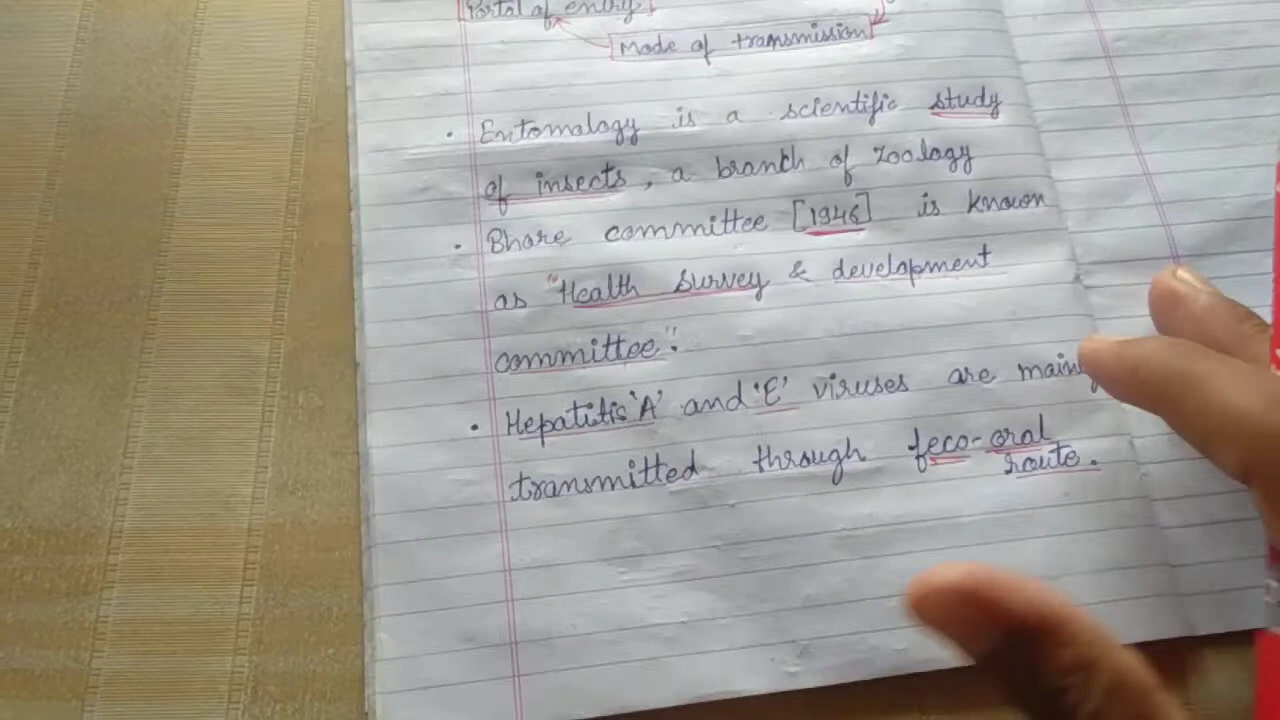 Portal of entry
Mode of transmission
• Entomology is a scientific study
of insects, a branch of zoology
• Bhore committee [1946] is known
as "Health Survey & development
committee".
• Hepatitis 'A' and 'E' viruses are mainly
transmitted through feco-oral
route.